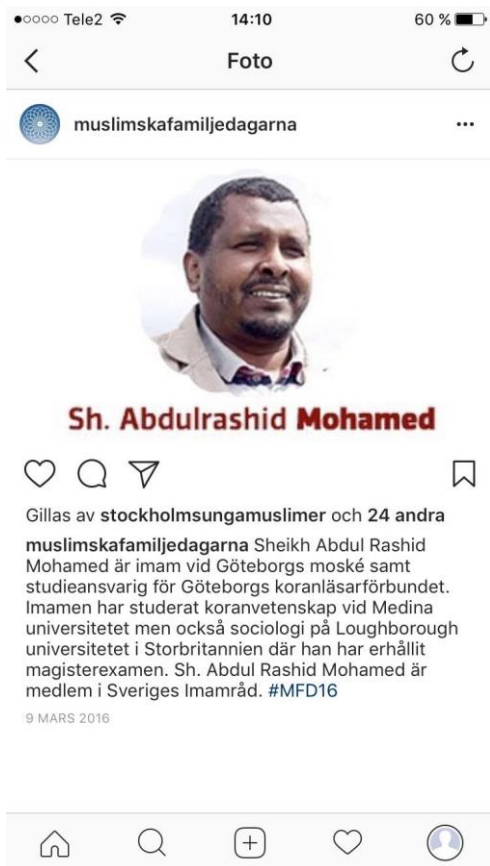 Tele2 14:10 60 %
Foto
muslimskafamiljedagarna
Sh. Abdulrashid Mohamed
Gillas av stockholmsungamuslimer och 24 andra
muslimskafamiljedagarna Sheikh Abdul Rashid
Mohamed är imam vid Göteborgs moské samt
studieansvarig för Göteborgs koranläsarförbundet.
Imamen har studerat koranvetenskap vid Medina
universitetet men också sociologi på Loughborough
universitetet i Storbritannien där han har erhållit
magisterexamen. Sh. Abdul Rashid Mohamed är
medlem i Sveriges Imamråd. #MFD16
9 MARS 2016